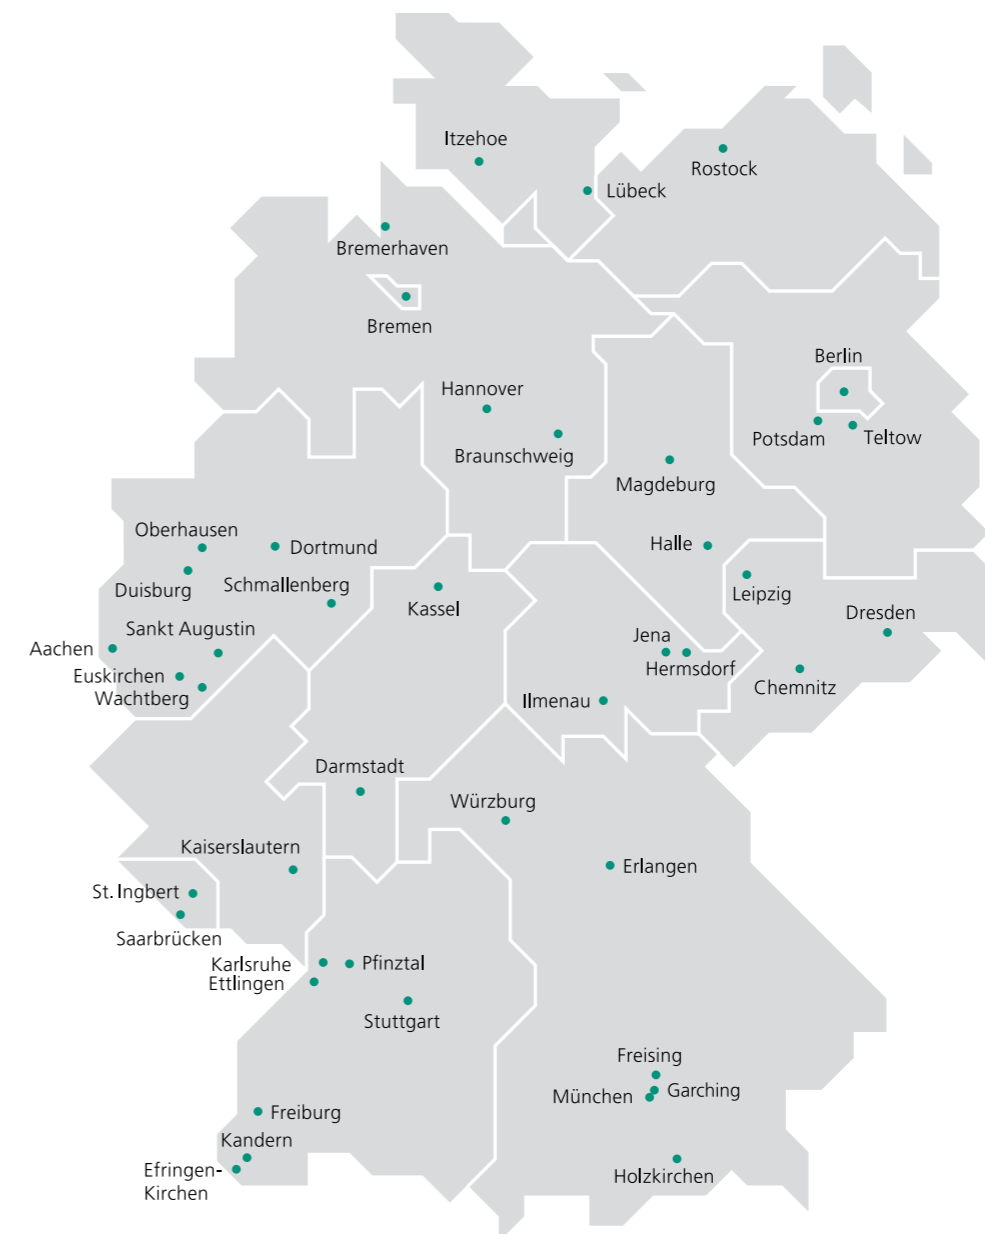 Itzehoe
Rostock
Lübeck
Bremerhaven
Bremen
Berlin
Hannover
Potsdam
Teltow
Braunschweig
Magdeburg
Oberhausen
Dortmund
Halle
Schmallenberg
Duisburg
Leipzig
Kassel
Dresden
Sankt Augustin
Jena
Aachen
Hermsdorf
Euskirchen
Chemnitz
Wachtberg
Ilmenau
Darmstadt
Würzburg
Kaiserslautern
Erlangen
St. Ingbert
Saarbrücken
Karlsruhe
Pfinztal
Ettlingen
Stuttgart
Freising
Garching
München
Freiburg
Kandern
Efringen-
Kirchen
Holzkirchen